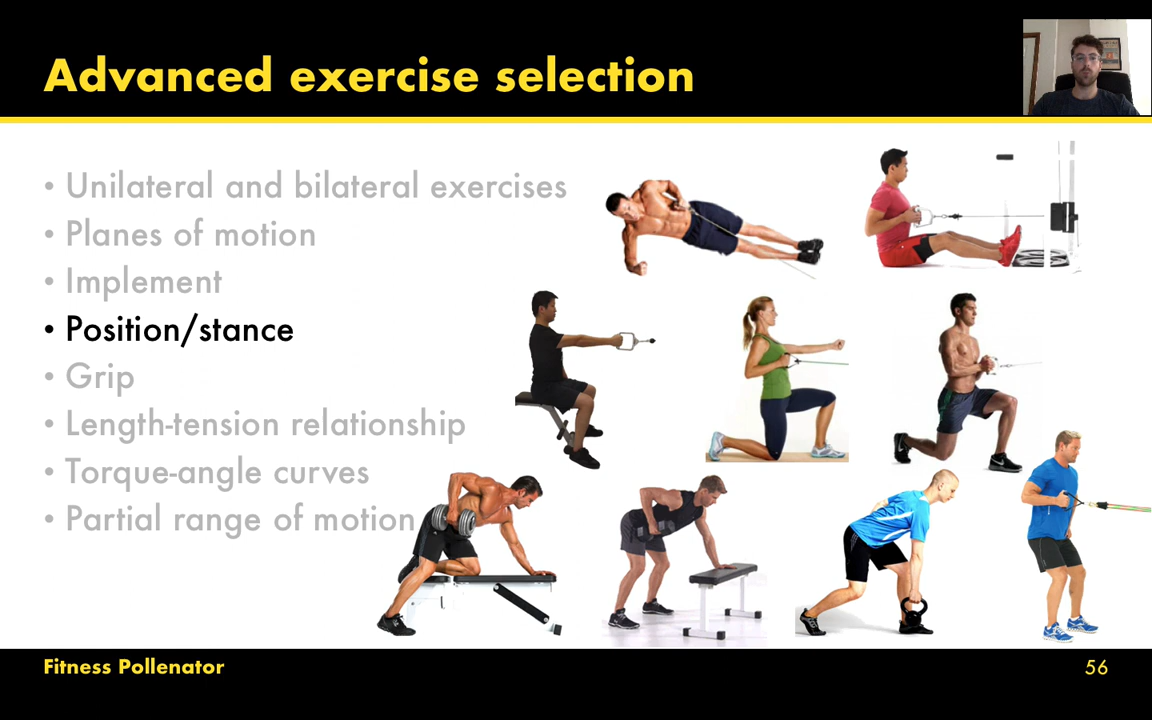 Advanced exercise selection
• Unilateral and bilateral exercises
• Planes of motion
• Implement
• Position/stance
• Grip
• Length-tension relationship
• Torque-angle curves
• Partial range of motion
Fitness Pollenator
56